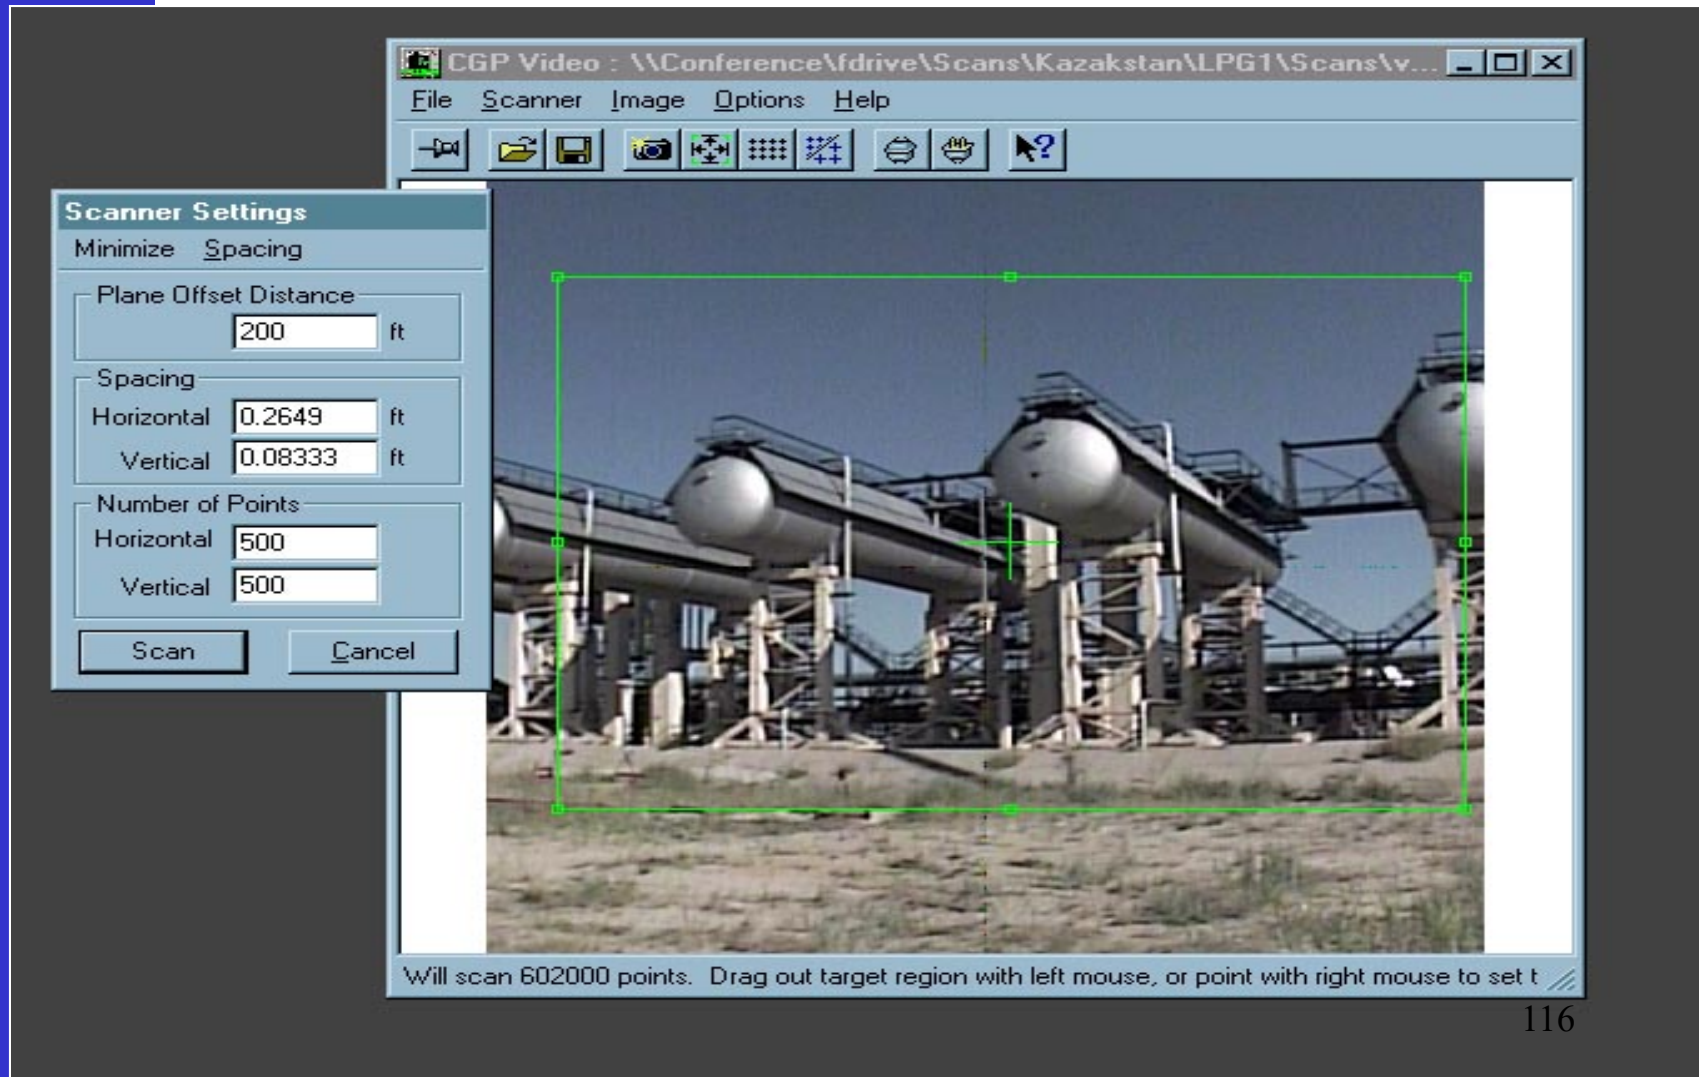 CGP Video : \\Conference\fdrive\Scans\Kazakstan\LPG1\Scans\v...
File Scanner Image Options Help
Scanner Settings
Minimize Spacing
Plane Offset Distance
200 ft
Spacing
Horizontal 0.2649 ft
Vertical 0.08333 ft
Number of Points
Horizontal 500
Vertical 500
Scan Cancel
Will scan 602000 points. Drag out target region with left mouse, or point with right mouse to set t
116